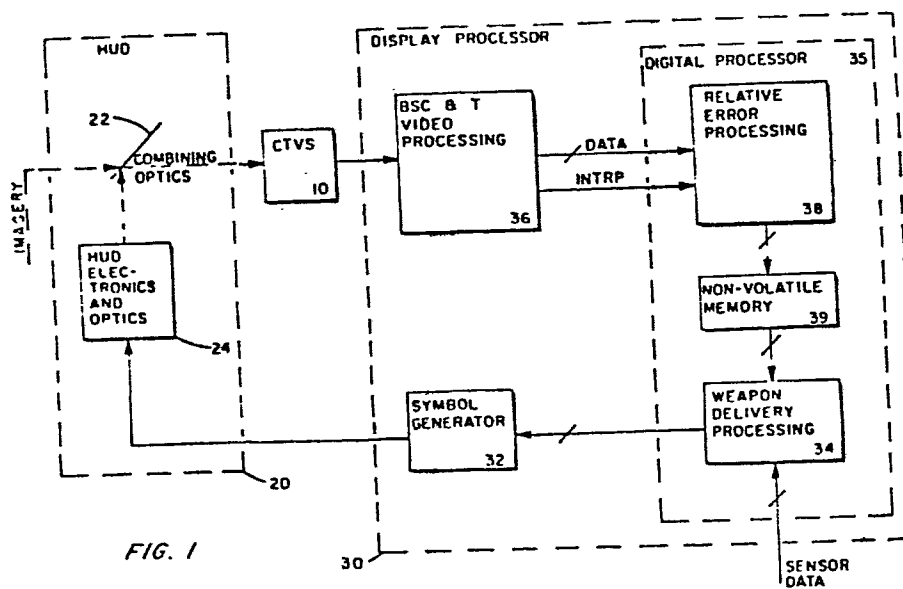 HUD
22
COMBINING
OPTICS
IMAGERY
HUD
ELEC-
TRONICS
AND
OPTICS
24
20
CTVS
10
DISPLAY PROCESSOR
BSC & T
VIDEO
PROCESSING
36
DATA
INTRP
DIGITAL PROCESSOR
35
RELATIVE
ERROR
PROCESSING
38
NON-VOLATILE
MEMORY
39
WEAPON
DELIVERY
PROCESSING
34
SYMBOL
GENERATOR
32
30
SENSOR
DATA
FIG. 1